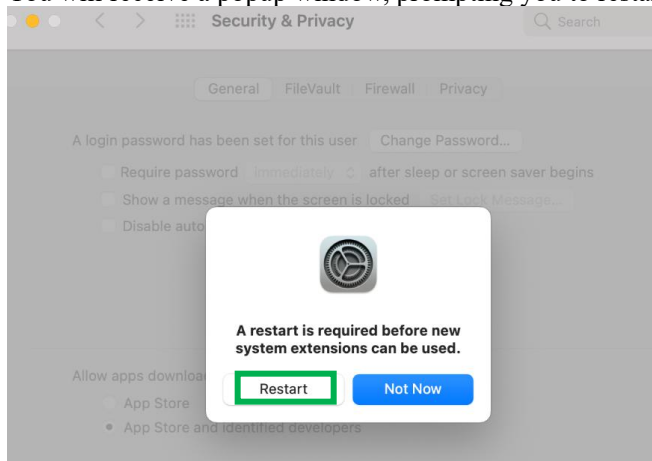 You will receive a popup window, prompting you to resta
Security & Privacy
Search
General FileVault Firewall Privacy
A login password has been set for this user Change Password...
Require password immediately after sleep or screen saver begins
Show a message when the screen is locked Set Lock Message...
Disable auto
A restart is required before new
system extensions can be used.
Allow apps downloa
Restart Not Now
App Store
App Store and identified developers